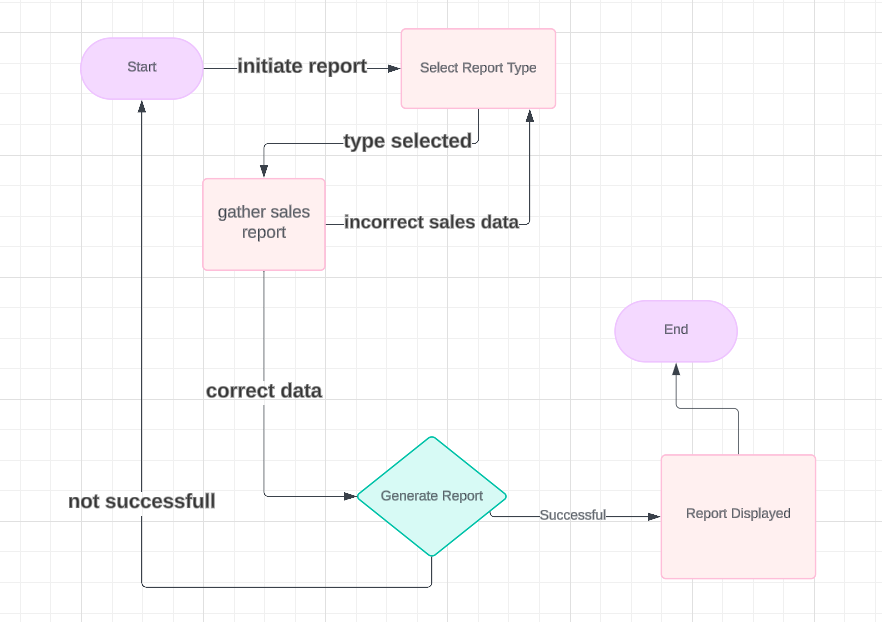 Start
initiate report
Select Report Type
type selected
gather sales
report
incorrect sales data
End
correct data
Generate Report
not successfull
Successful
Report Displayed